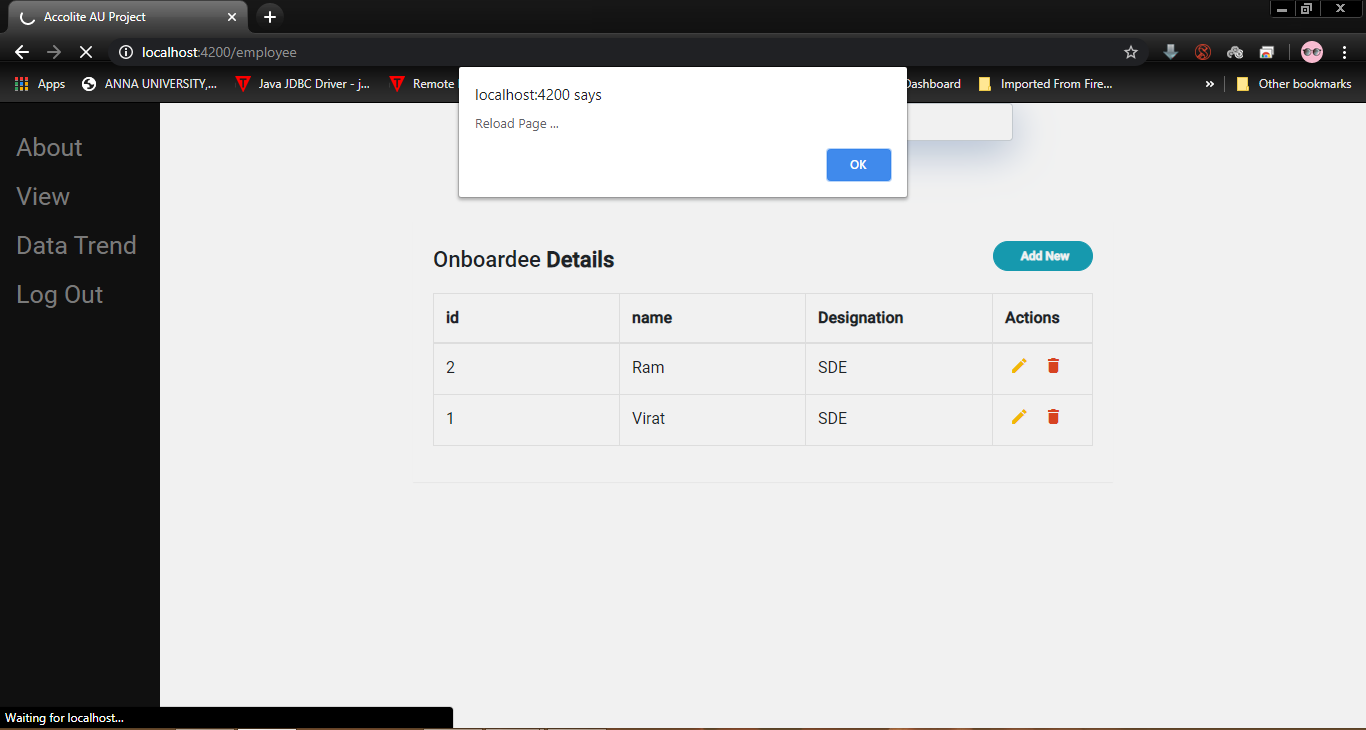 Accolite AU Project
localhost:4200/employee
Apps
ANNA UNIVERSITY,...
Java JDBC Driver - j...
Remote
Dashboard
Imported From Fire...
»
Other bookmarks
localhost:4200 says
Reload Page ...
OK
About
View
Data Trend
Log Out
Onboardee Details
Add New
id name Designation Actions
2 Ram SDE
1 Virat SDE
Waiting for localhost...